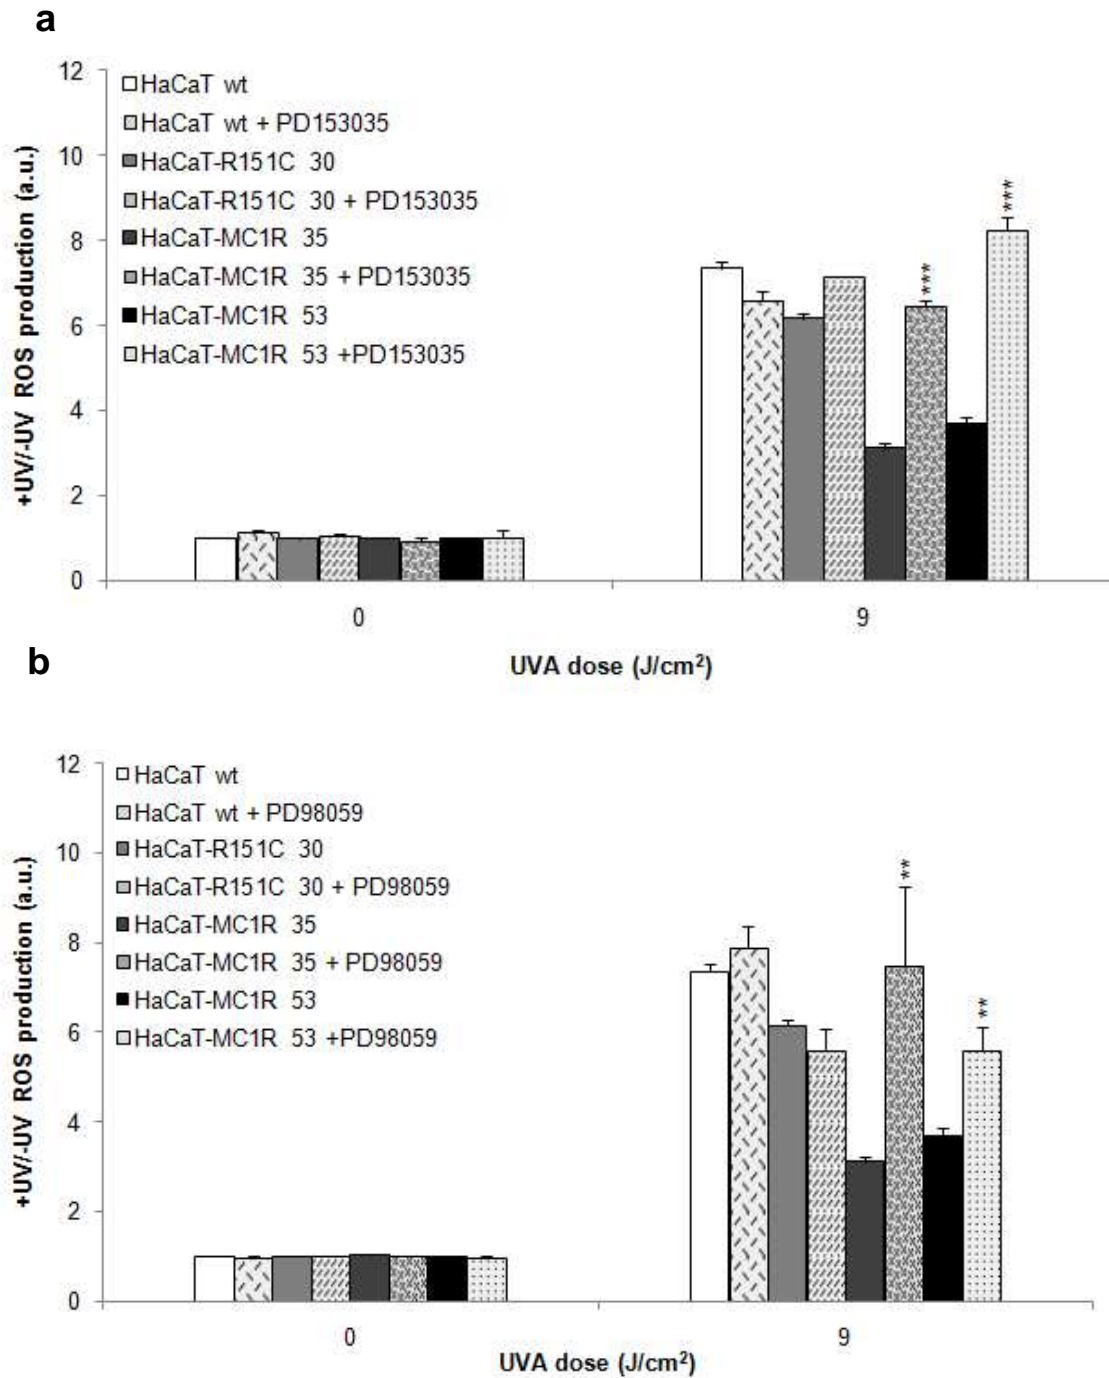 a
12
10
8
6
4
2
0
+UV/-UV ROS production (a.u.)
HaCaT wt
HaCaT wt + PD153035
HaCaT-R151C 30
HaCaT-R151C 30 + PD153035
HaCaT-MC1R 35
HaCaT-MC1R 35 + PD153035
HaCaT-MC1R 53
HaCaT-MC1R 53 +PD153035
***
***
0 9
UVA dose (J/cm²)
b
12
10
8
6
4
2
0
+UV/-UV ROS production (a.u.)
HaCaT wt
HaCaT wt + PD98059
HaCaT-R151C 30
HaCaT-R151C 30 + PD98059
HaCaT-MC1R 35
HaCaT-MC1R 35 + PD98059
HaCaT-MC1R 53
HaCaT-MC1R 53 +PD98059
**
**
0 9
UVA dose (J/cm²)